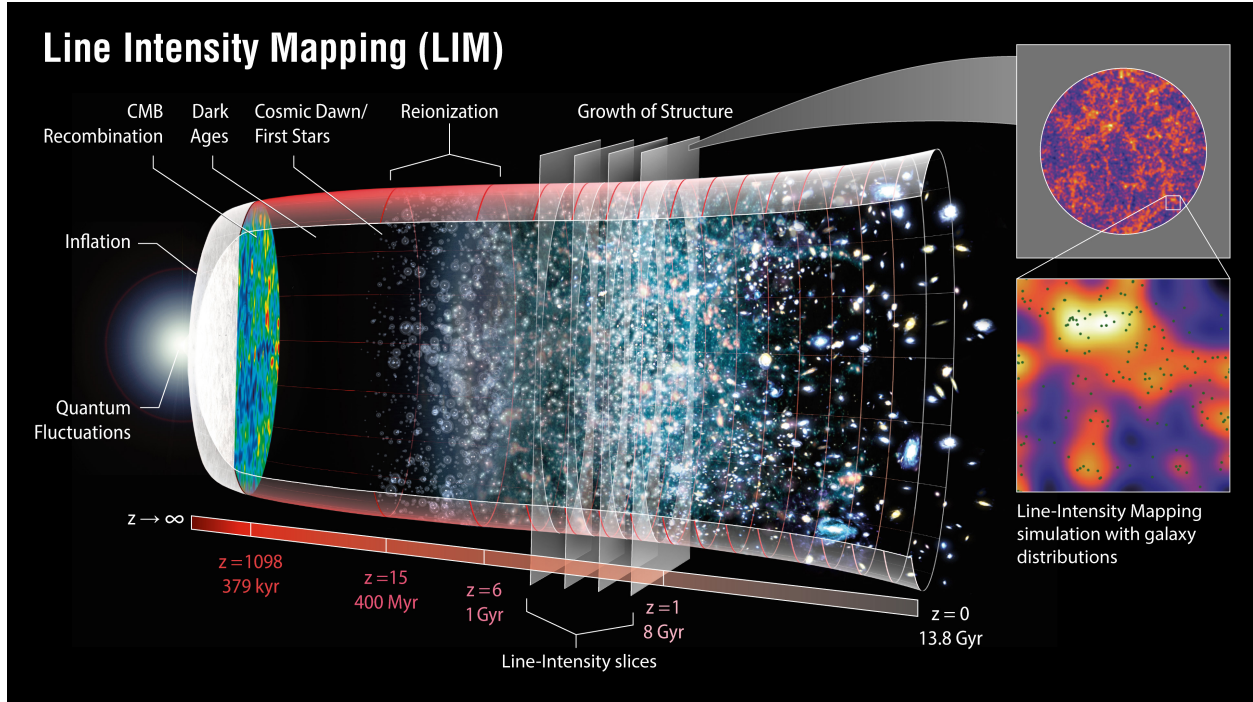 Line Intensity Mapping (LIM)
CMB
Recombination
Dark
Ages
Cosmic Dawn/
First Stars
Reionization
Growth of Structure
Inflation
Quantum
Fluctuations
z → ∞
z = 1098
379 kyr
z = 15
400 Myr
z = 6
1 Gyr
z = 1
8 Gyr
z = 0
13.8 Gyr
Line-Intensity slices
Line-Intensity Mapping
simulation with galaxy
distributions